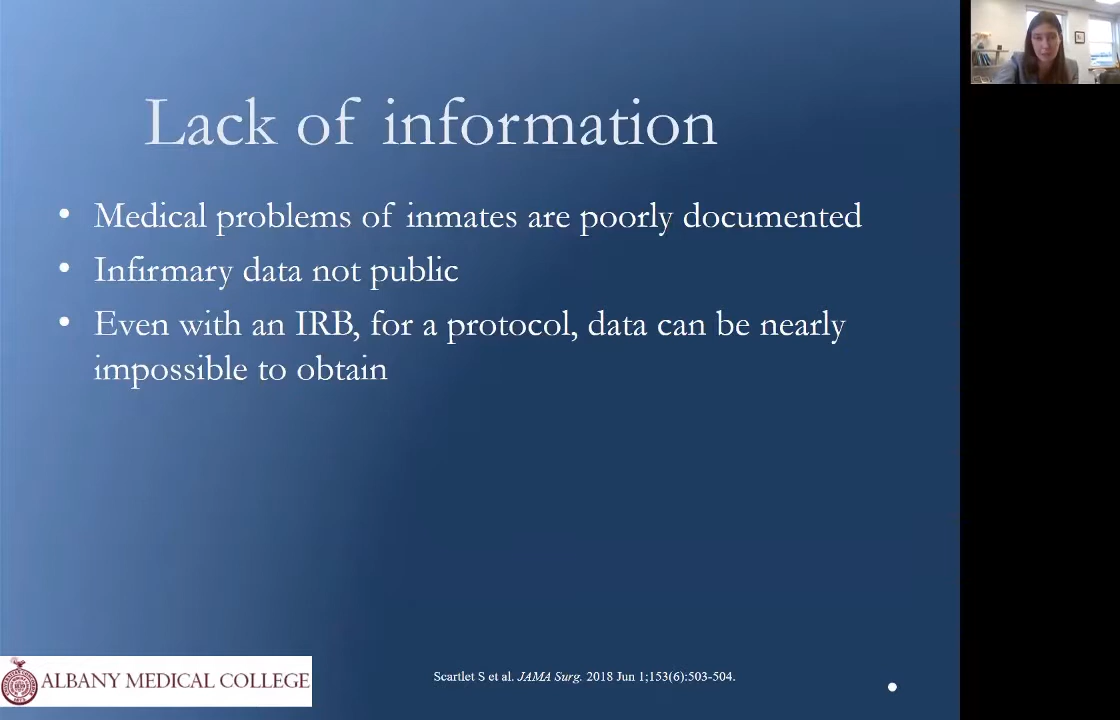 Lack of information
• Medical problems of inmates are poorly documented
• Infirmary data not public
• Even with an IRB, for a protocol, data can be nearly
impossible to obtain
ALBANY MEDICAL COLLEGE
Scartlet S et al. JAMA Surg. 2018 Jun 1;153(6):503-504.